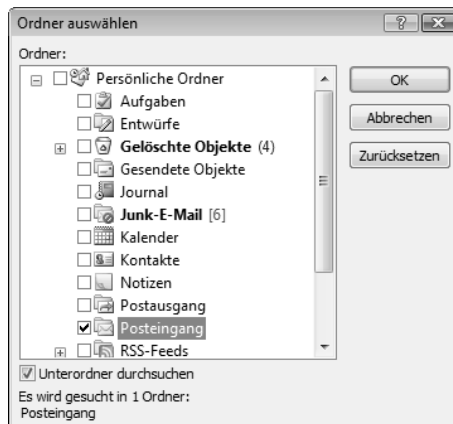 Ordner auswählen
Ordner:
Persönliche Ordner
Aufgaben
Entwürfe
Gelöschte Objekte (4)
Gesendete Objekte
Journal
Junk-E-Mail [6]
Kalender
Kontakte
Notizen
Postausgang
Posteingang
RSS-Feeds
OK
Abbrechen
Zurücksetzen
Unterordner durchsuchen
Es wird gesucht in 1 Ordner:
Posteingang